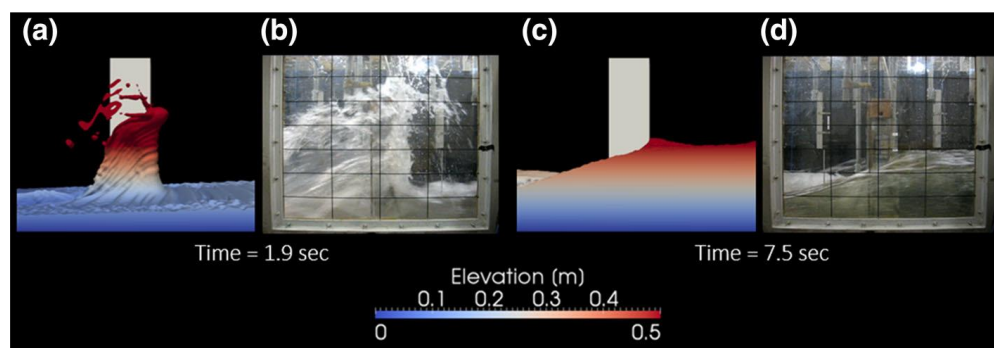 (a) (b) (c) (d)
Time = 1.9 sec Time = 7.5 sec
Elevation (m)
0.1 0.2 0.3 0.4
0 0.5